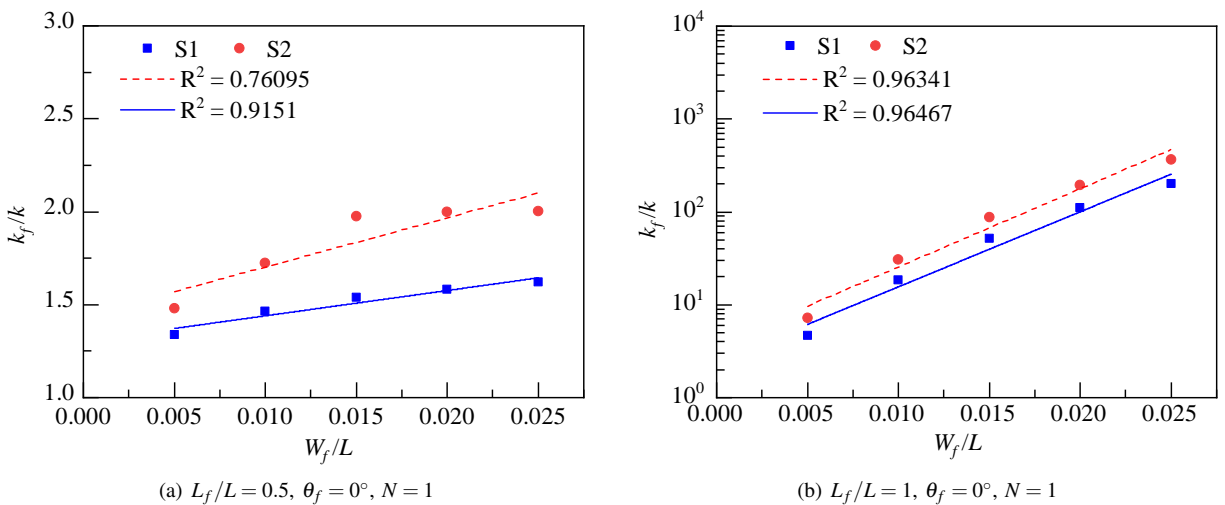 3.0
2.5
2.0
1.5
1.0
k_f/k
S1 S2
R² = 0.76095
R² = 0.9151
0.000 0.005 0.010 0.015 0.020 0.025
W_f/L
(a) L_f/L = 0.5, θ_f = 0°, N = 1
10⁴
10³
10²
10¹
10⁰
k_f/k
S1 S2
R² = 0.96341
R² = 0.96467
0.000 0.005 0.010 0.015 0.020 0.025
W_f/L
(b) L_f/L = 1, θ_f = 0°, N = 1